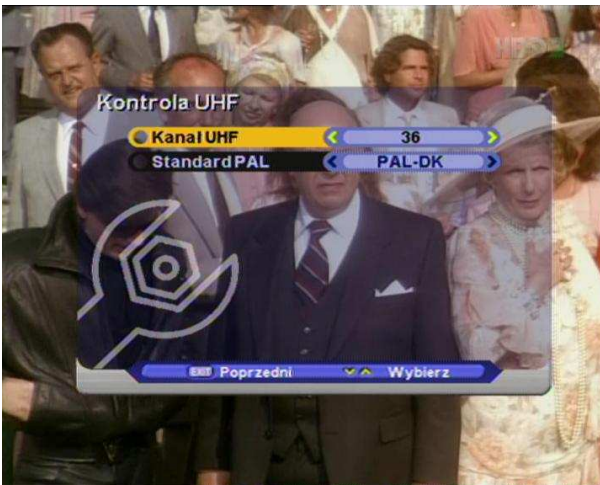 Kontrola UHF
Kanal UHF 36
Standard PAL PAL-DK
EXIT Poprzedni Wybierz